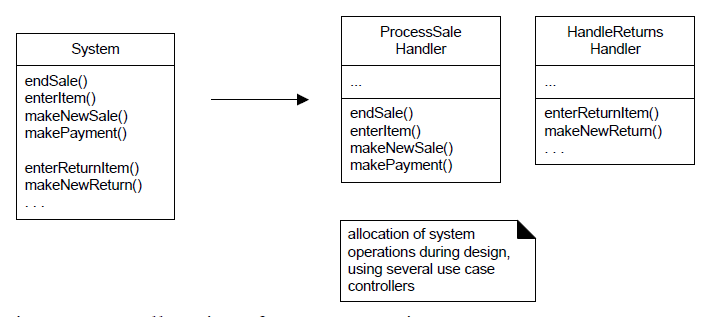 System
endSale()
enterItem()
makeNewSale()
makePayment()
enterReturnItem()
makeNewReturn()
. . .
ProcessSale
Handler
...
endSale()
enterItem()
makeNewSale()
makePayment()
HandleReturns
Handler
...
enterReturnItem()
makeNewReturn()
. . .
allocation of system
operations during design,
using several use case
controllers